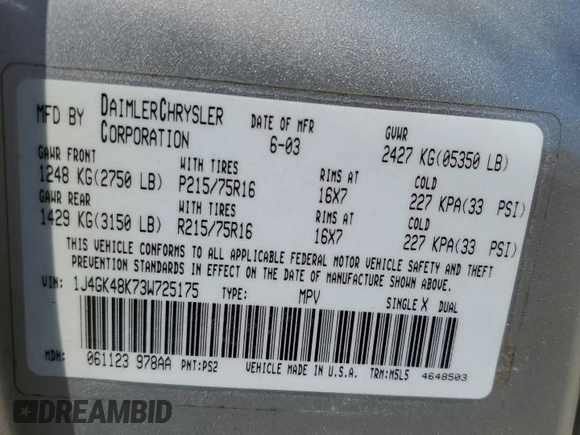 MFD BY DAIMLERCHRYSLER CORPORATION DATE OF MFR 6-03 GVWR 2427 KG(05350 LB)
GAWR FRONT WITH TIRES RIMS AT COLD
1248 KG(2750 LB) P215/75R16 16X7 227 KPA(33 PSI)
GAWR REAR WITH TIRES RIMS AT COLD
1429 KG(3150 LB) R215/75R16 16X7 227 KPA(33 PSI)
THIS VEHICLE CONFORMS TO ALL APPLICABLE FEDERAL MOTOR VEHICLE SAFETY AND THEFT
PREVENTION STANDARDS IN EFFECT ON THE DATE OF MANUFACTURE SHOWN ABOVE.
VIN: 1J4GK48K73W725175 TYPE: MPV SINGLE X DUAL
MDH: 061123 978AA PNT:PS2 VEHICLE MADE IN U.S.A. TRM:M5L5 4648503
DREAMBID